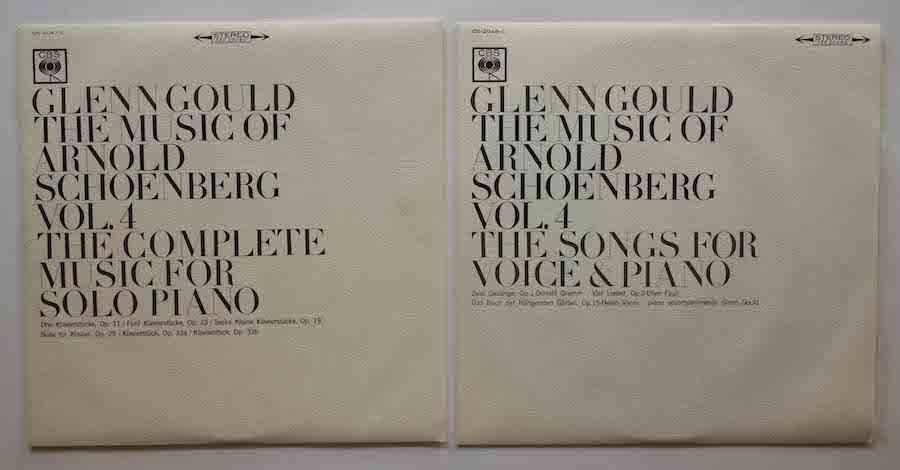 STEREO
CBS
GLENN GOULD
THE MUSIC OF
ARNOLD
SCHOENBERG
VOL. 4
THE COMPLETE
MUSIC FOR
SOLO PIANO
Drei Klavierstücke, Op. 11 / Fünf Klavierstücke, Op. 23 / Sechs Kleine Klavierstücke, Op. 19
Suite für Klavier, Op. 25 / Klavierstück, Op. 33a / Klavierstück, Op. 33b
OS-2048-C
STEREO
CBS
GLENN GOULD
THE MUSIC OF
ARNOLD
SCHOENBERG
VOL. 4
THE SONGS FOR
VOICE & PIANO
Zwei Gesänge, Op. 1-Donald Gramm Vier Lieder, Op. 2-Ellen Faull
Das Buch der Hängenden Gärten, Op. 15-Helen Vanni piano accompaniments Glenn Gould